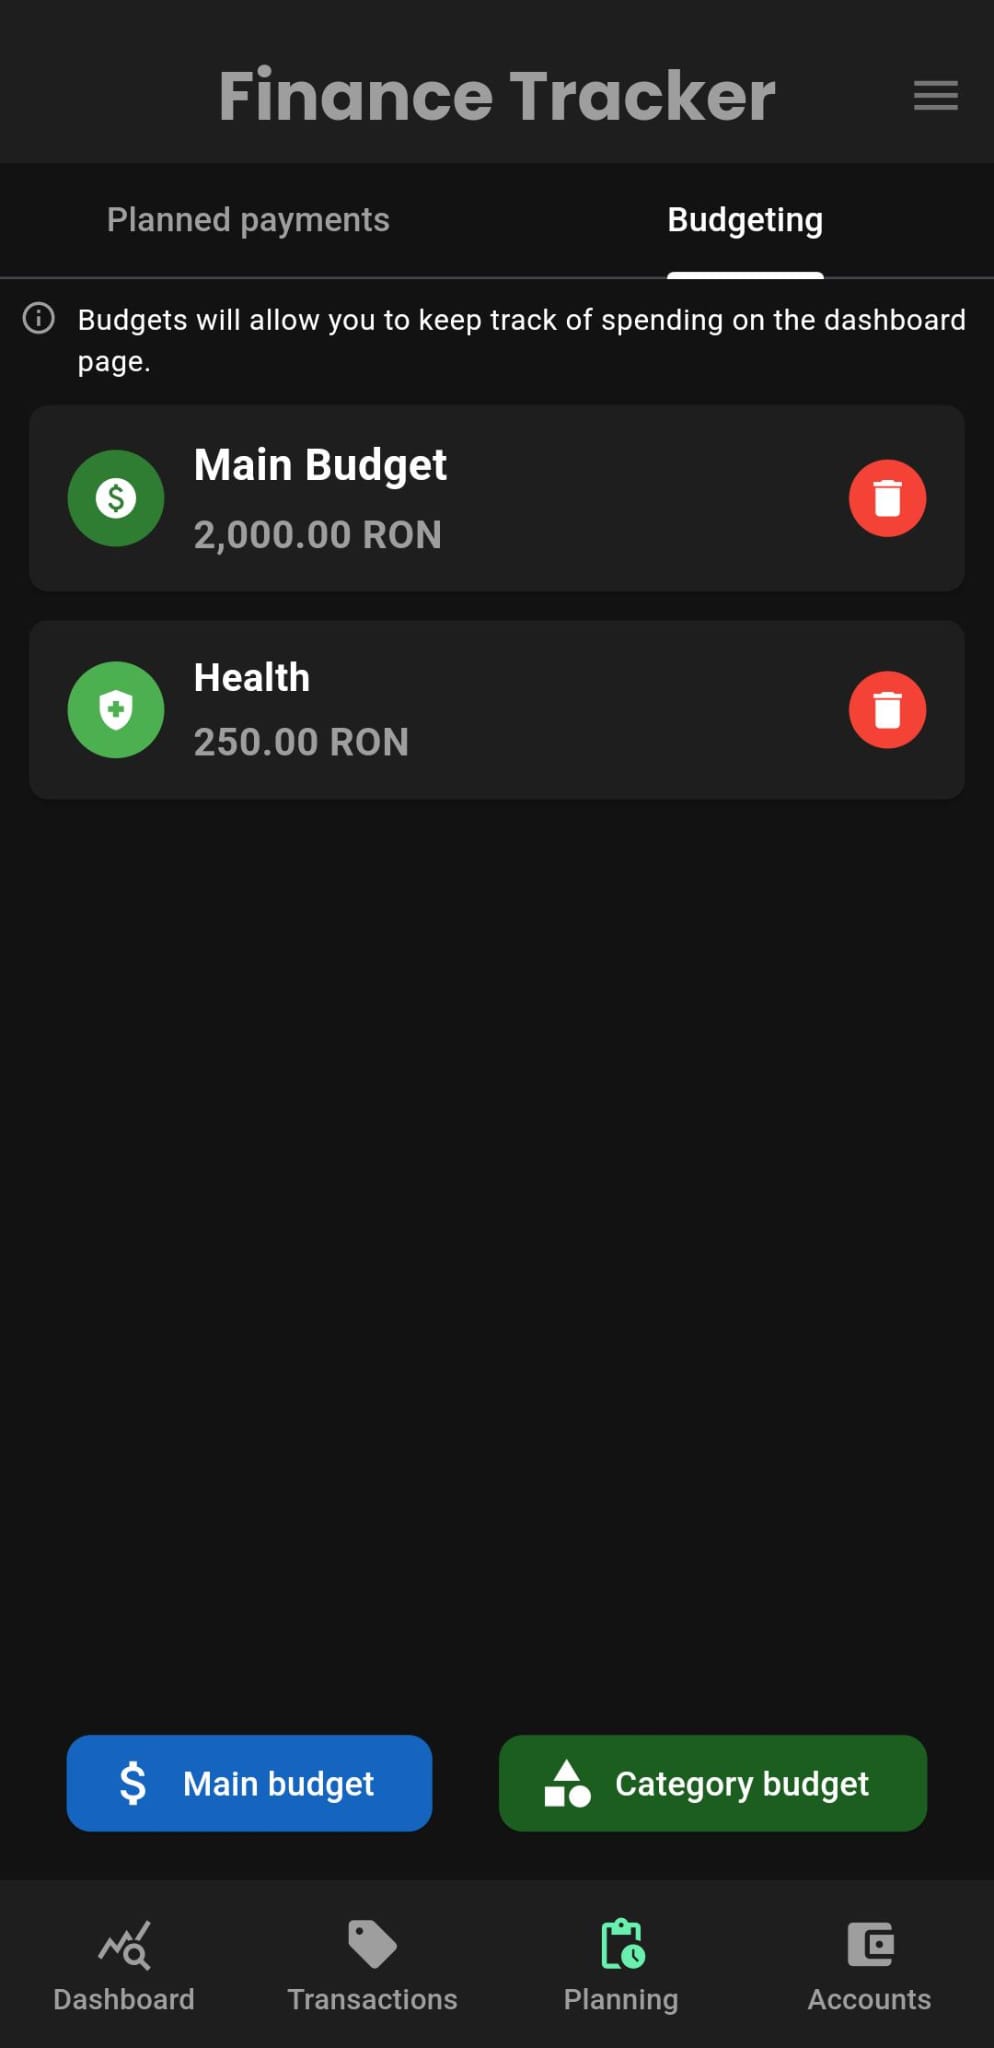 Finance Tracker
Planned payments
Budgeting
Budgets will allow you to keep track of spending on the dashboard
page.
Main Budget
2,000.00 RON
Health
250.00 RON
Main budget
Category budget
Dashboard
Transactions
Planning
Accounts